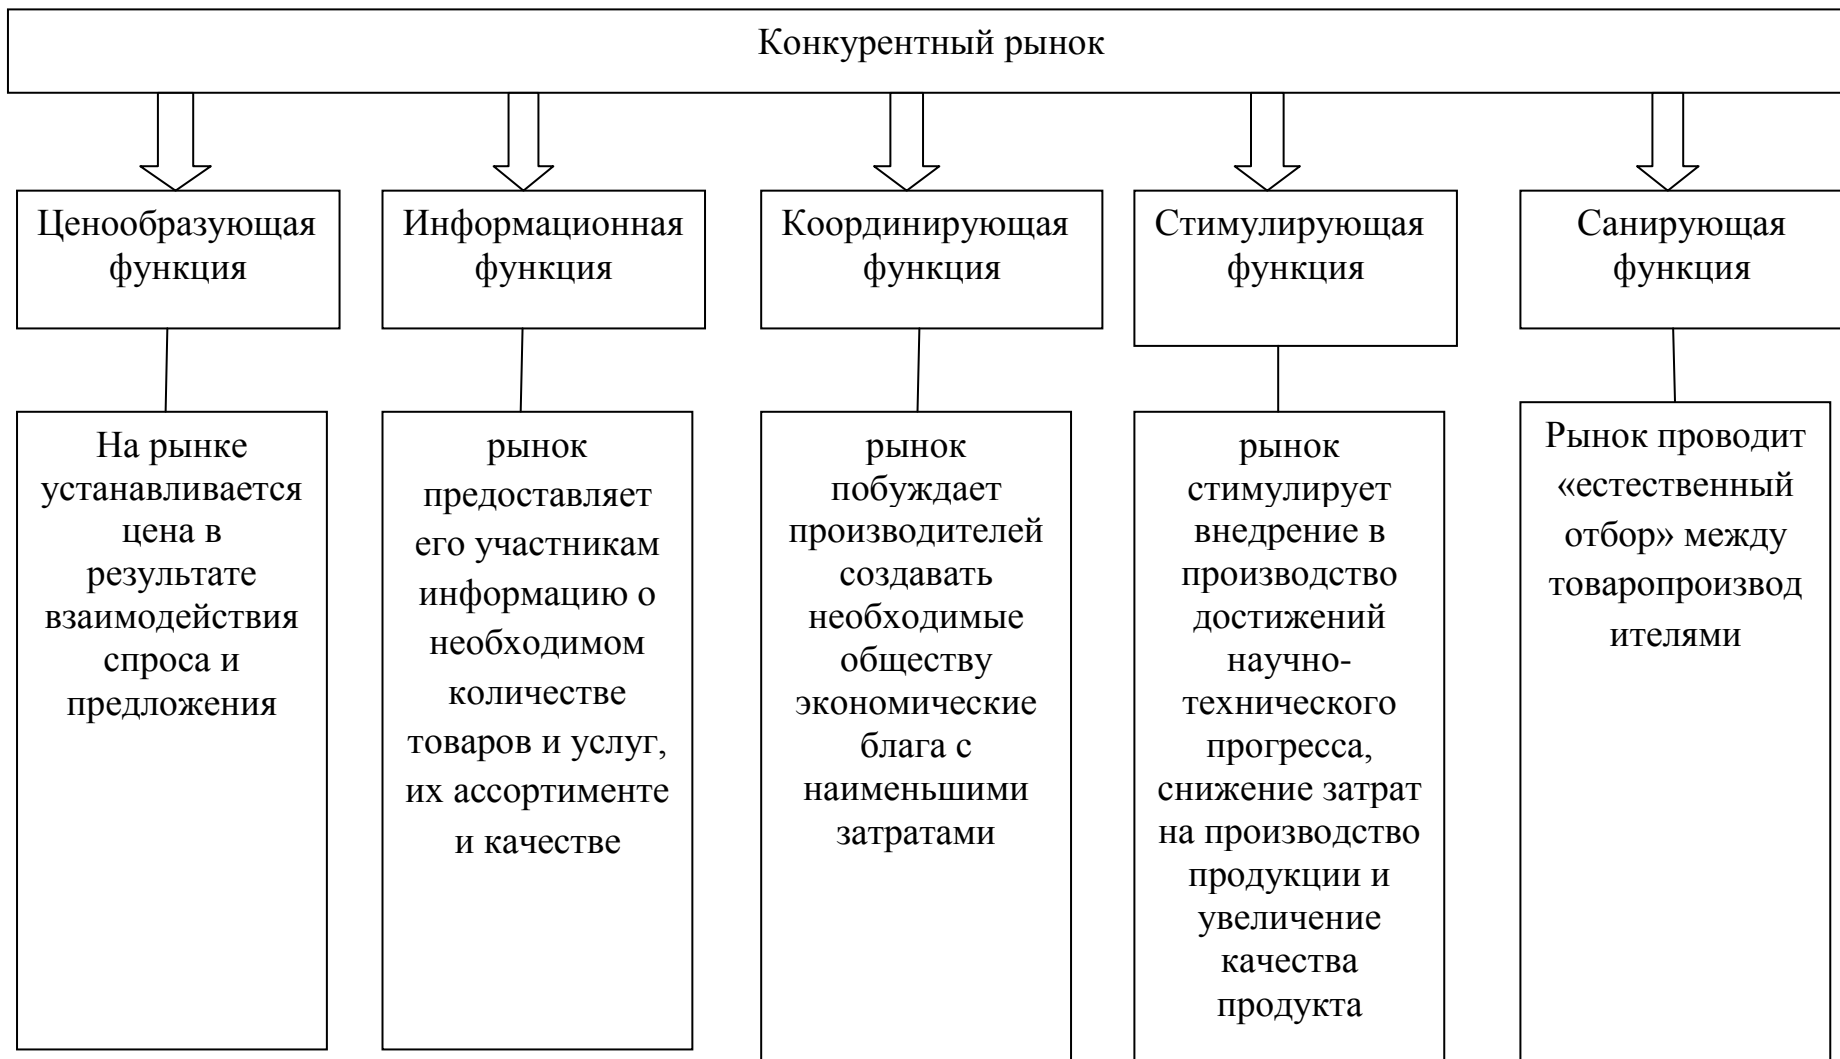 Конкурентный рынок
Ценообразующая
функция
Информационная
функция
Координирующая
функция
Стимулирующая
функция
Санирующая
функция
На рынке
устанавливается
цена в
результате
взаимодействия
спроса и
предложения
рынок
предоставляет
его участникам
информацию о
необходимом
количестве
товаров и услуг,
их ассортименте
и качестве
рынок
побуждает
производителей
создавать
необходимые
обществу
экономические
блага с
наименьшими
затратами
рынок
стимулирует
внедрение в
производство
достижений
научно-
технического
прогресса,
снижение затрат
на производство
продукции и
увеличение
качества
продукта
Рынок проводит
«естественный
отбор» между
товаропроизвод
ителями